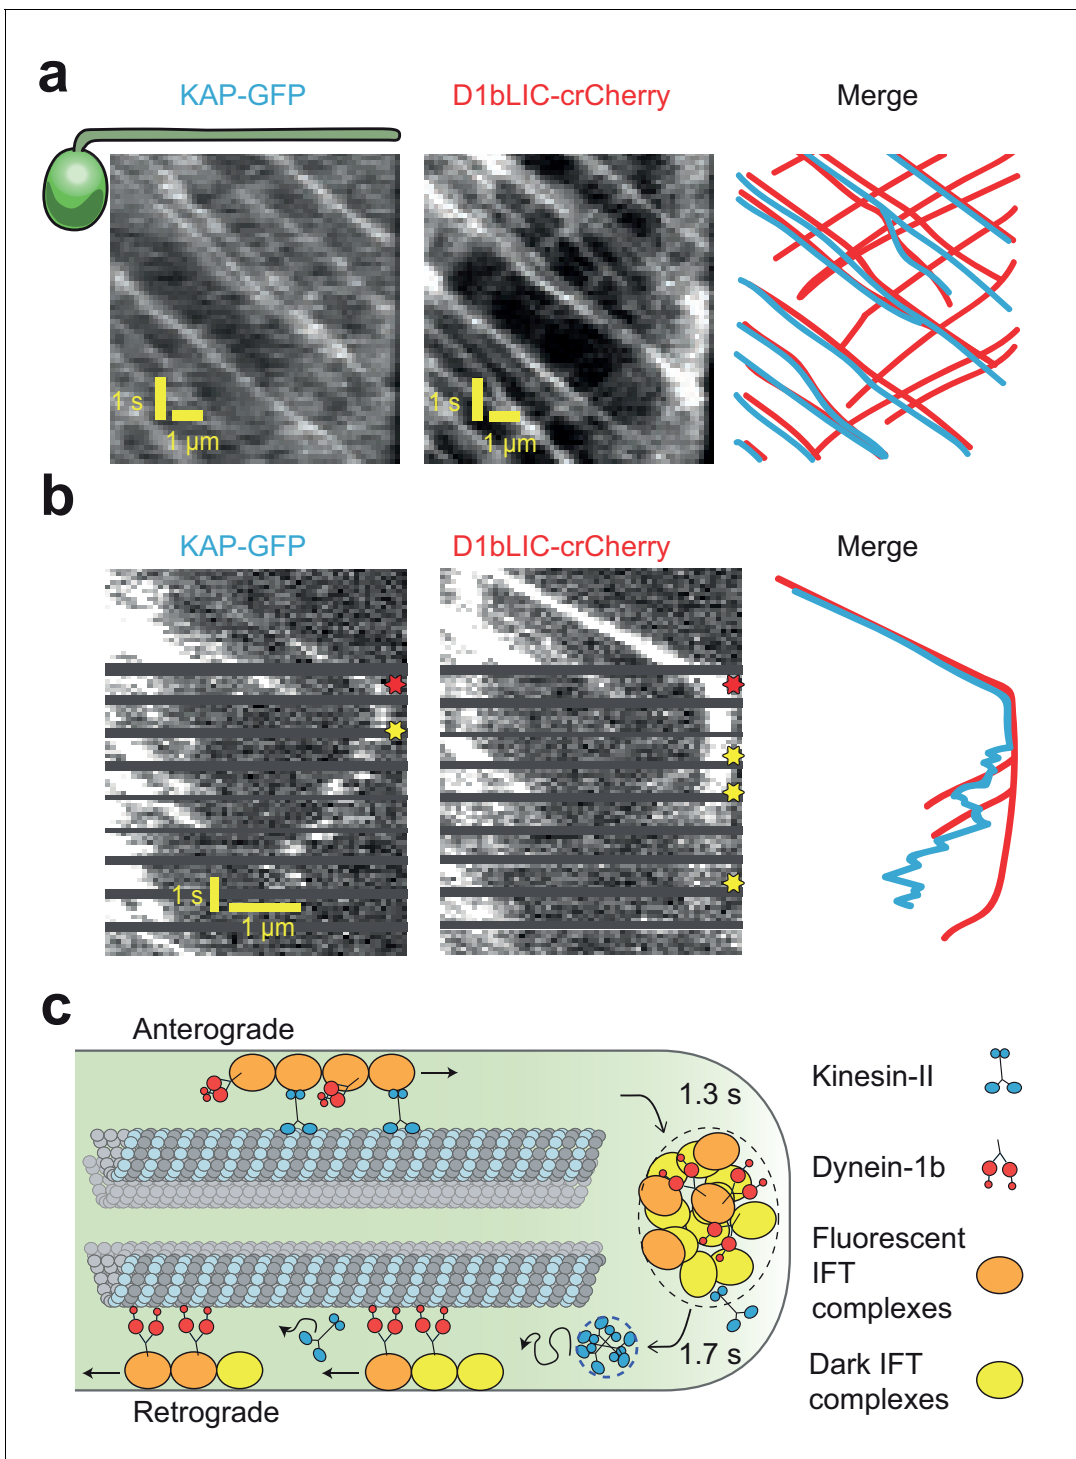 a
KAP-GFP
D1bLIC-crCherry
Merge
1 s
1 µm
1 s
1 µm
b
KAP-GFP
D1bLIC-crCherry
Merge
1 s
1 µm
c
Anterograde
1.3 s
1.7 s
Retrograde
Kinesin-II
Dynein-1b
Fluorescent
IFT
complexes
Dark IFT
complexes